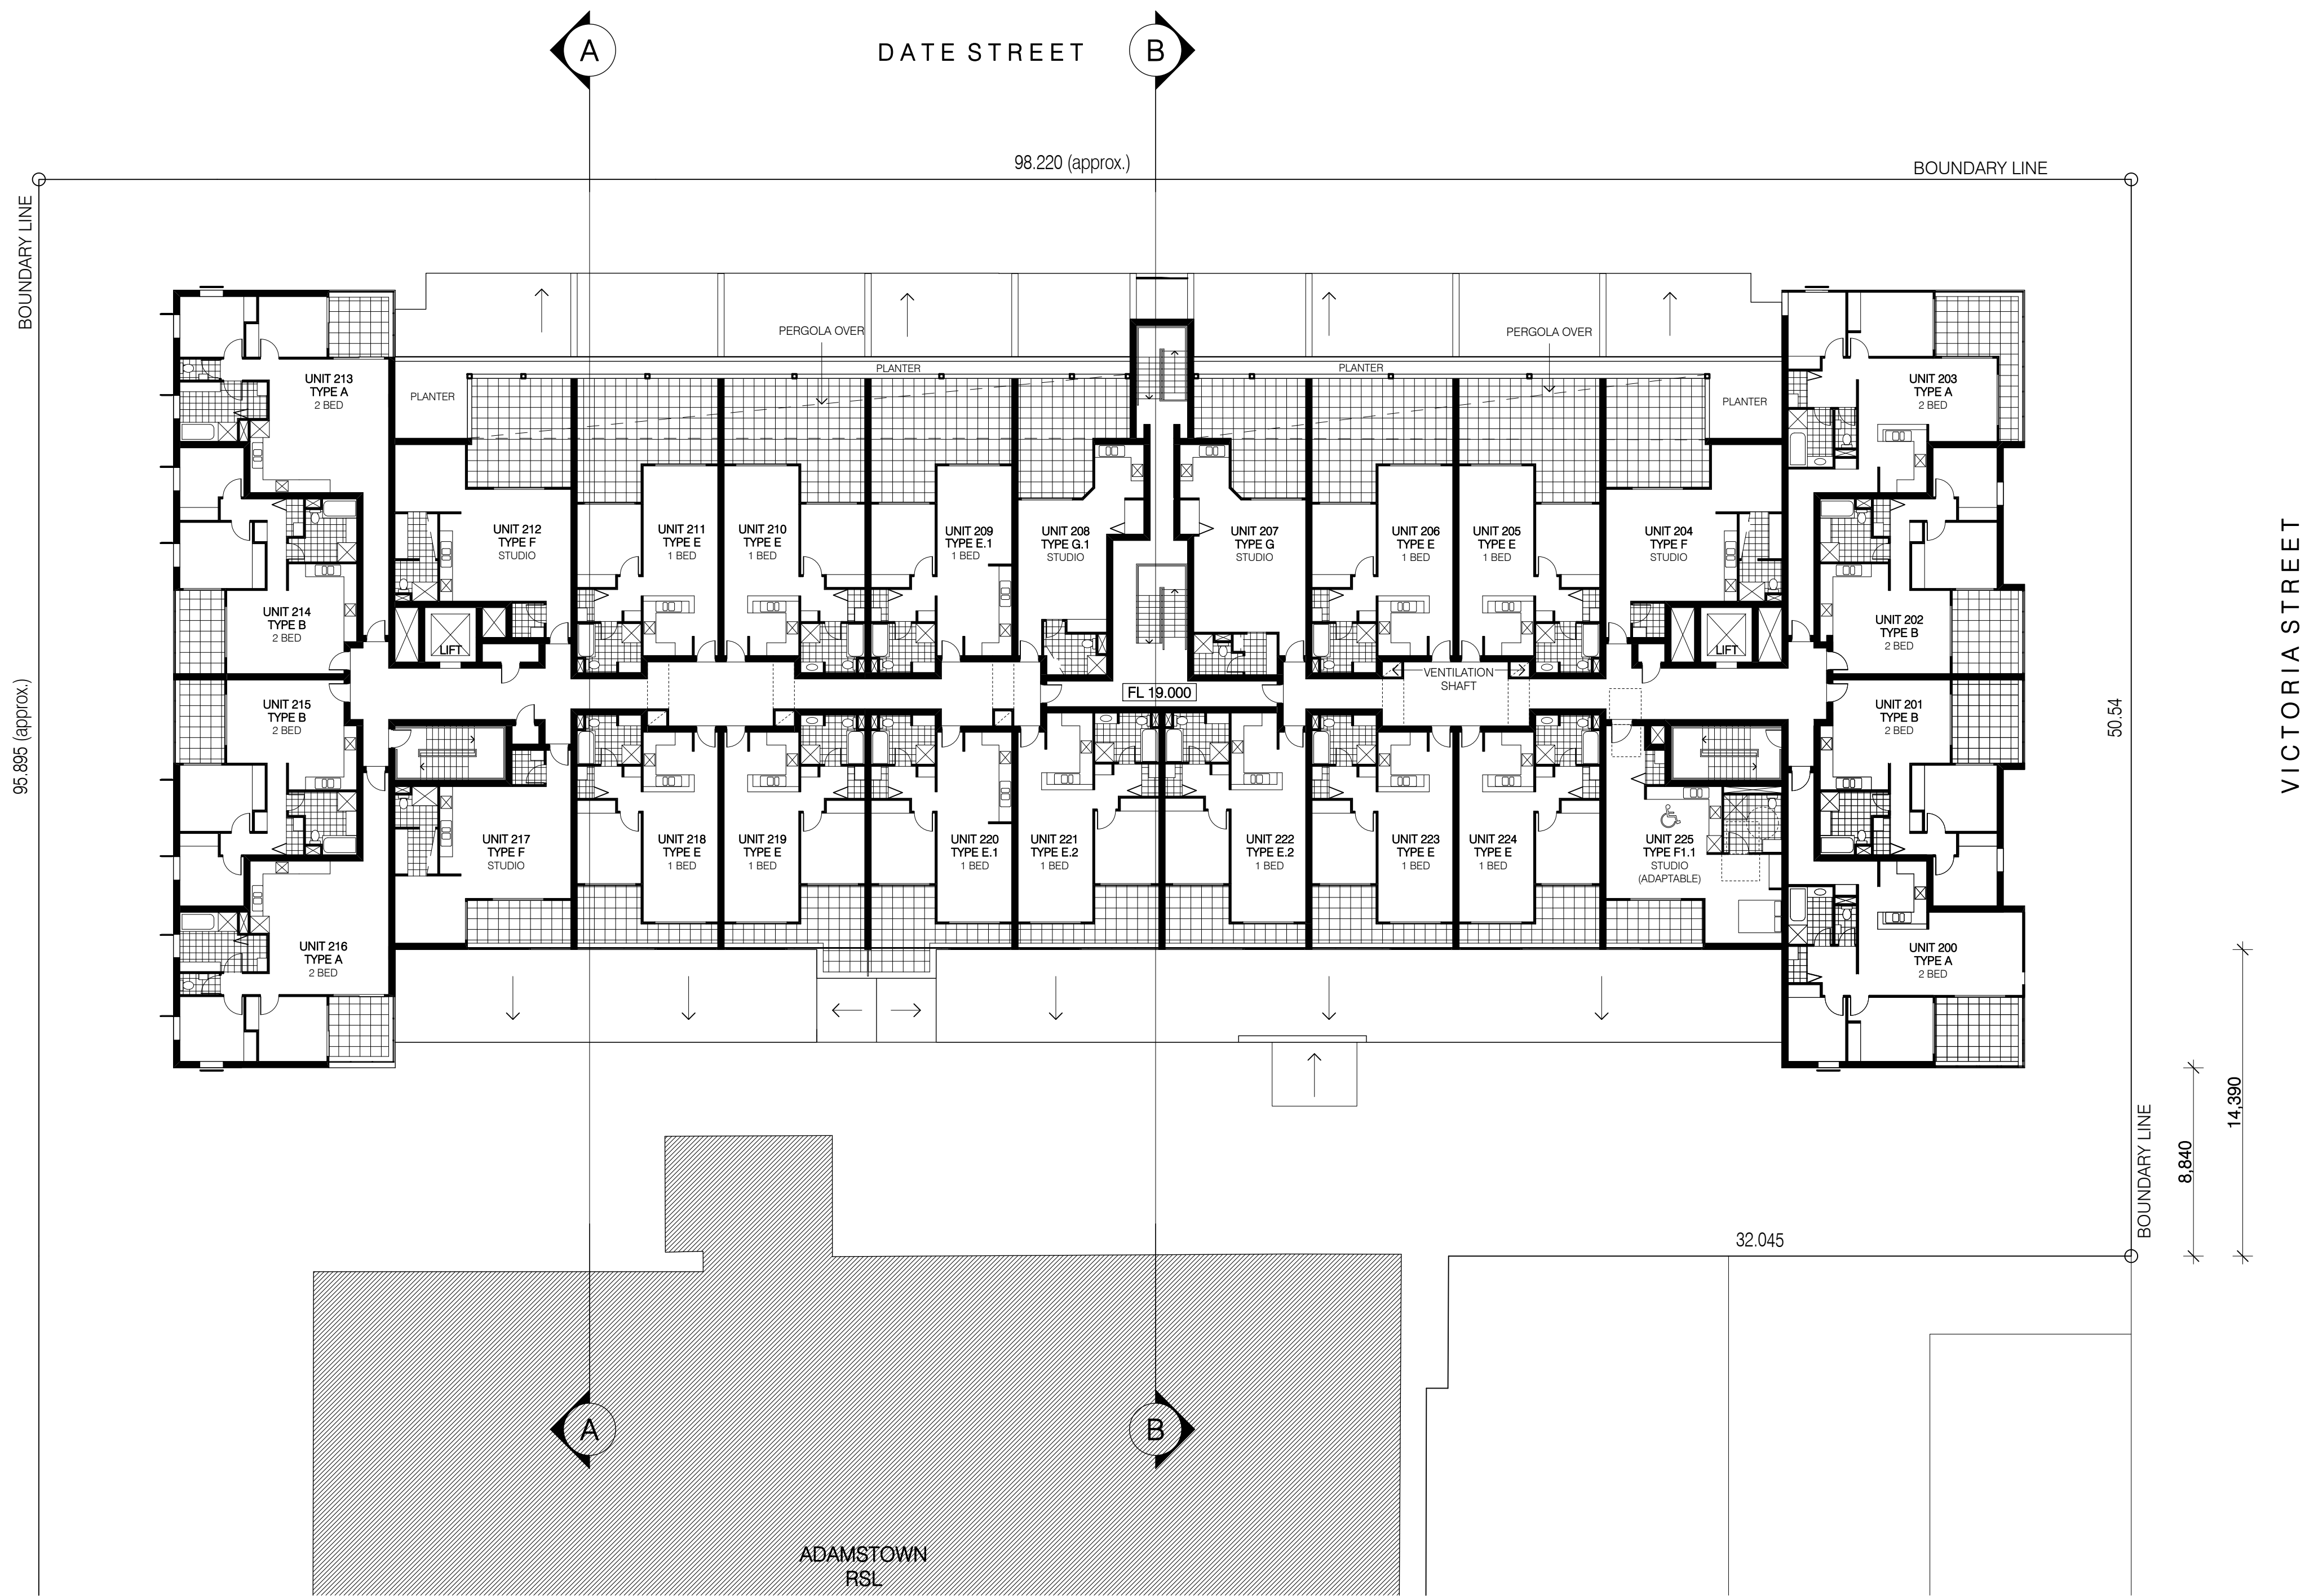 A
DATE STREET
B
98.220 (approx.)
BOUNDARY LINE
BOUNDARY LINE
PERGOLA OVER
PERGOLA OVER
PLANTER
PLANTER
PLANTER
PLANTER
UNIT 213
TYPE A
2 BED
UNIT 203
TYPE A
2 BED
UNIT 212
TYPE F
STUDIO
UNIT 211
TYPE E
1 BED
UNIT 210
TYPE E
1 BED
UNIT 209
TYPE E.1
1 BED
UNIT 208
TYPE G.1
STUDIO
UNIT 207
TYPE G
STUDIO
UNIT 206
TYPE E
1 BED
UNIT 205
TYPE E
1 BED
UNIT 204
TYPE F
STUDIO
UNIT 214
TYPE B
2 BED
UNIT 202
TYPE B
2 BED
LIFT
LIFT
VENTILATION
SHAFT
FL 19.000
UNIT 215
TYPE B
2 BED
UNIT 201
TYPE B
2 BED
95.895 (approx.)
50.54
VICTORIA STREET
UNIT 217
TYPE F
STUDIO
UNIT 218
TYPE E
1 BED
UNIT 219
TYPE E
1 BED
UNIT 220
TYPE E.1
1 BED
UNIT 221
TYPE E.2
1 BED
UNIT 222
TYPE E.2
1 BED
UNIT 223
TYPE E
1 BED
UNIT 224
TYPE E
1 BED
UNIT 225
TYPE F1.1
STUDIO
(ADAPTABLE)
UNIT 216
TYPE A
2 BED
UNIT 200
TYPE A
2 BED
14,390
8,840
BOUNDARY LINE
32.045
A
B
ADAMSTOWN
RSL